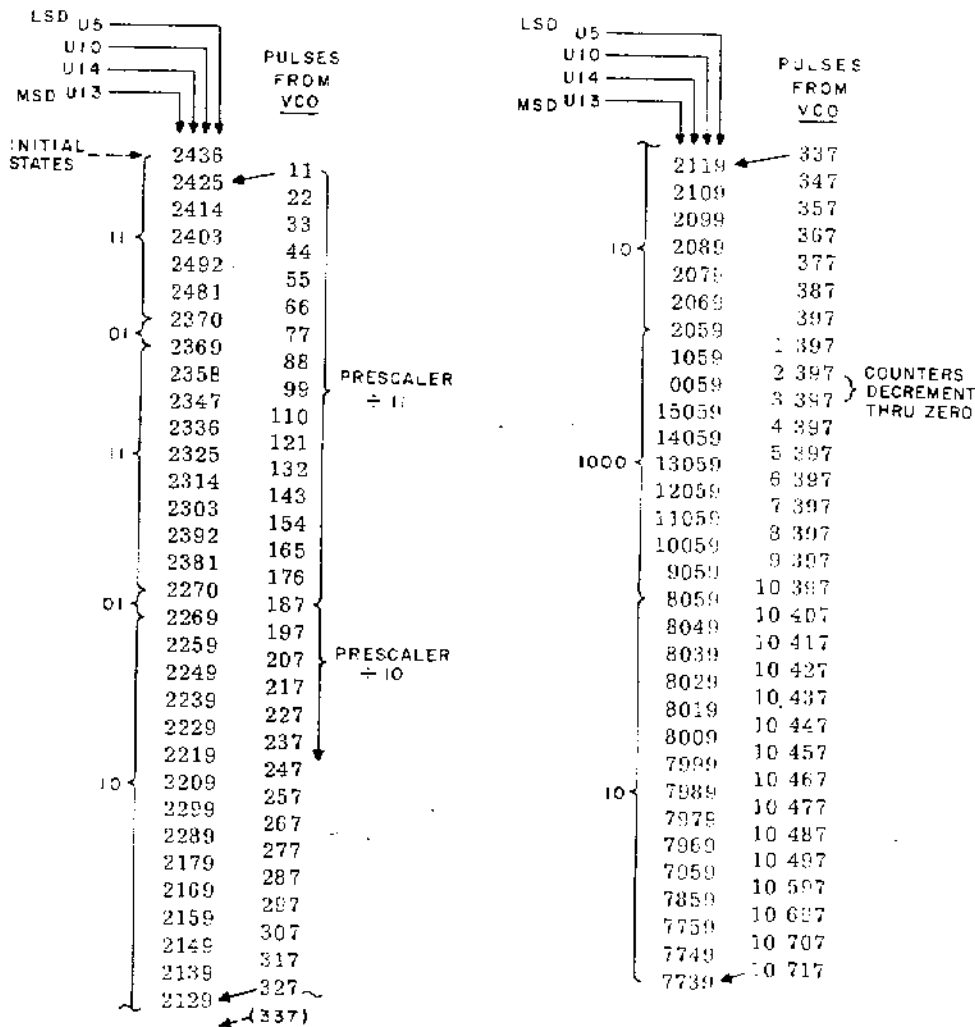 LSD U5
U10
U14
MSD U13
PULSES
FROM
VCO
INITIAL
STATES
2436
2425 11
2414 22
2403 33
2492 44
2481 55
2370 66
2369 77
2358 88
2347 99
2336 110
2325 121
2314 132
2303 143
2392 154
2381 165
2270 176
2269 187
2259 197
2249 207
2239 217
2229 227
2219 237
2209 247
2299 257
2289 267
2179 277
2169 287
2159 297
2149 307
2139 317
2129 327
(337)
11
01
11
01
10
PRESCALER
÷ 11
PRESCALER
÷ 10
LSD U5
U10
U14
MSD U13
PULSES
FROM
VCO
2119 337
2109 347
2099 357
2089 367
2079 377
2069 387
2059 397
1059 1 397
0059 2 397
15059 3 397
14059 4 397
13059 5 397
12059 6 397
11059 7 397
10059 8 397
9059 9 397
8059 10 397
8049 10 407
8039 10 417
8029 10 427
8019 10 437
8009 10 447
7999 10 457
7989 10 467
7979 10 477
7969 10 487
7959 10 497
7859 10 597
7759 10 697
7749 10 707
7739 10 717
10
1000
10
COUNTERS
DECREMENT
THRU ZERO